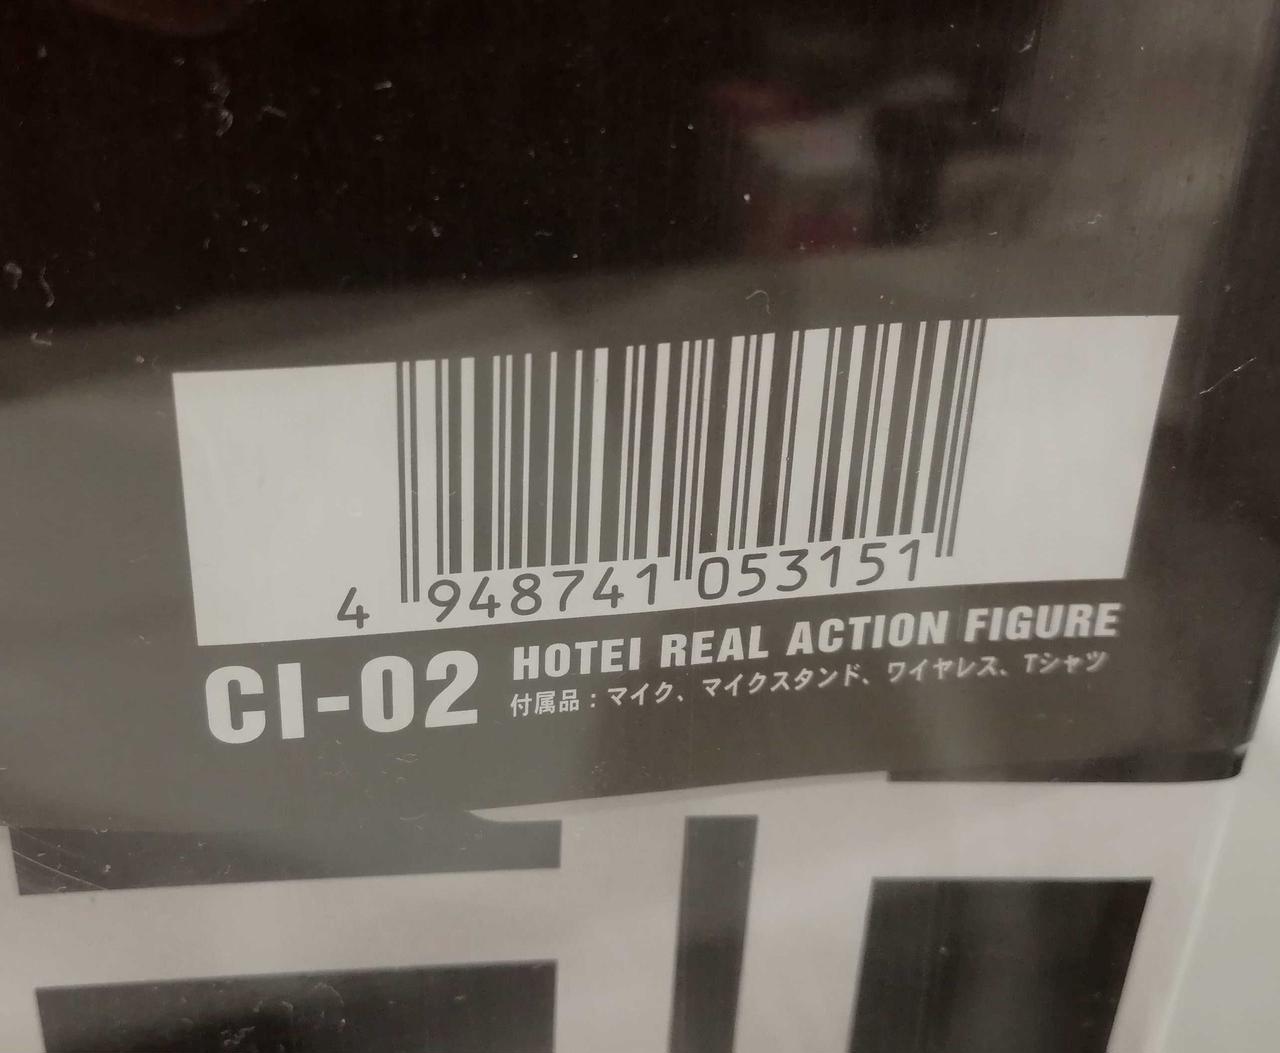 4 948741 053151
CI-02
HOTEI REAL ACTION FIGURE
付属品：マイク、マイクスタンド、ワイヤレス、Tシャツ